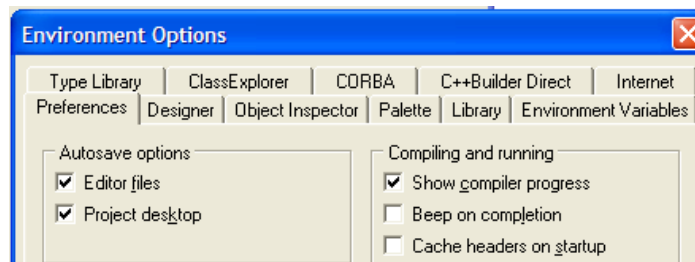 Environment Options
Type Library ClassExplorer CORBA C++Builder Direct Internet
Preferences Designer Object Inspector Palette Library Environment Variables
Autosave options
Editor files
Project desktop
Compiling and running
Show compiler progress
Beep on completion
Cache headers on startup